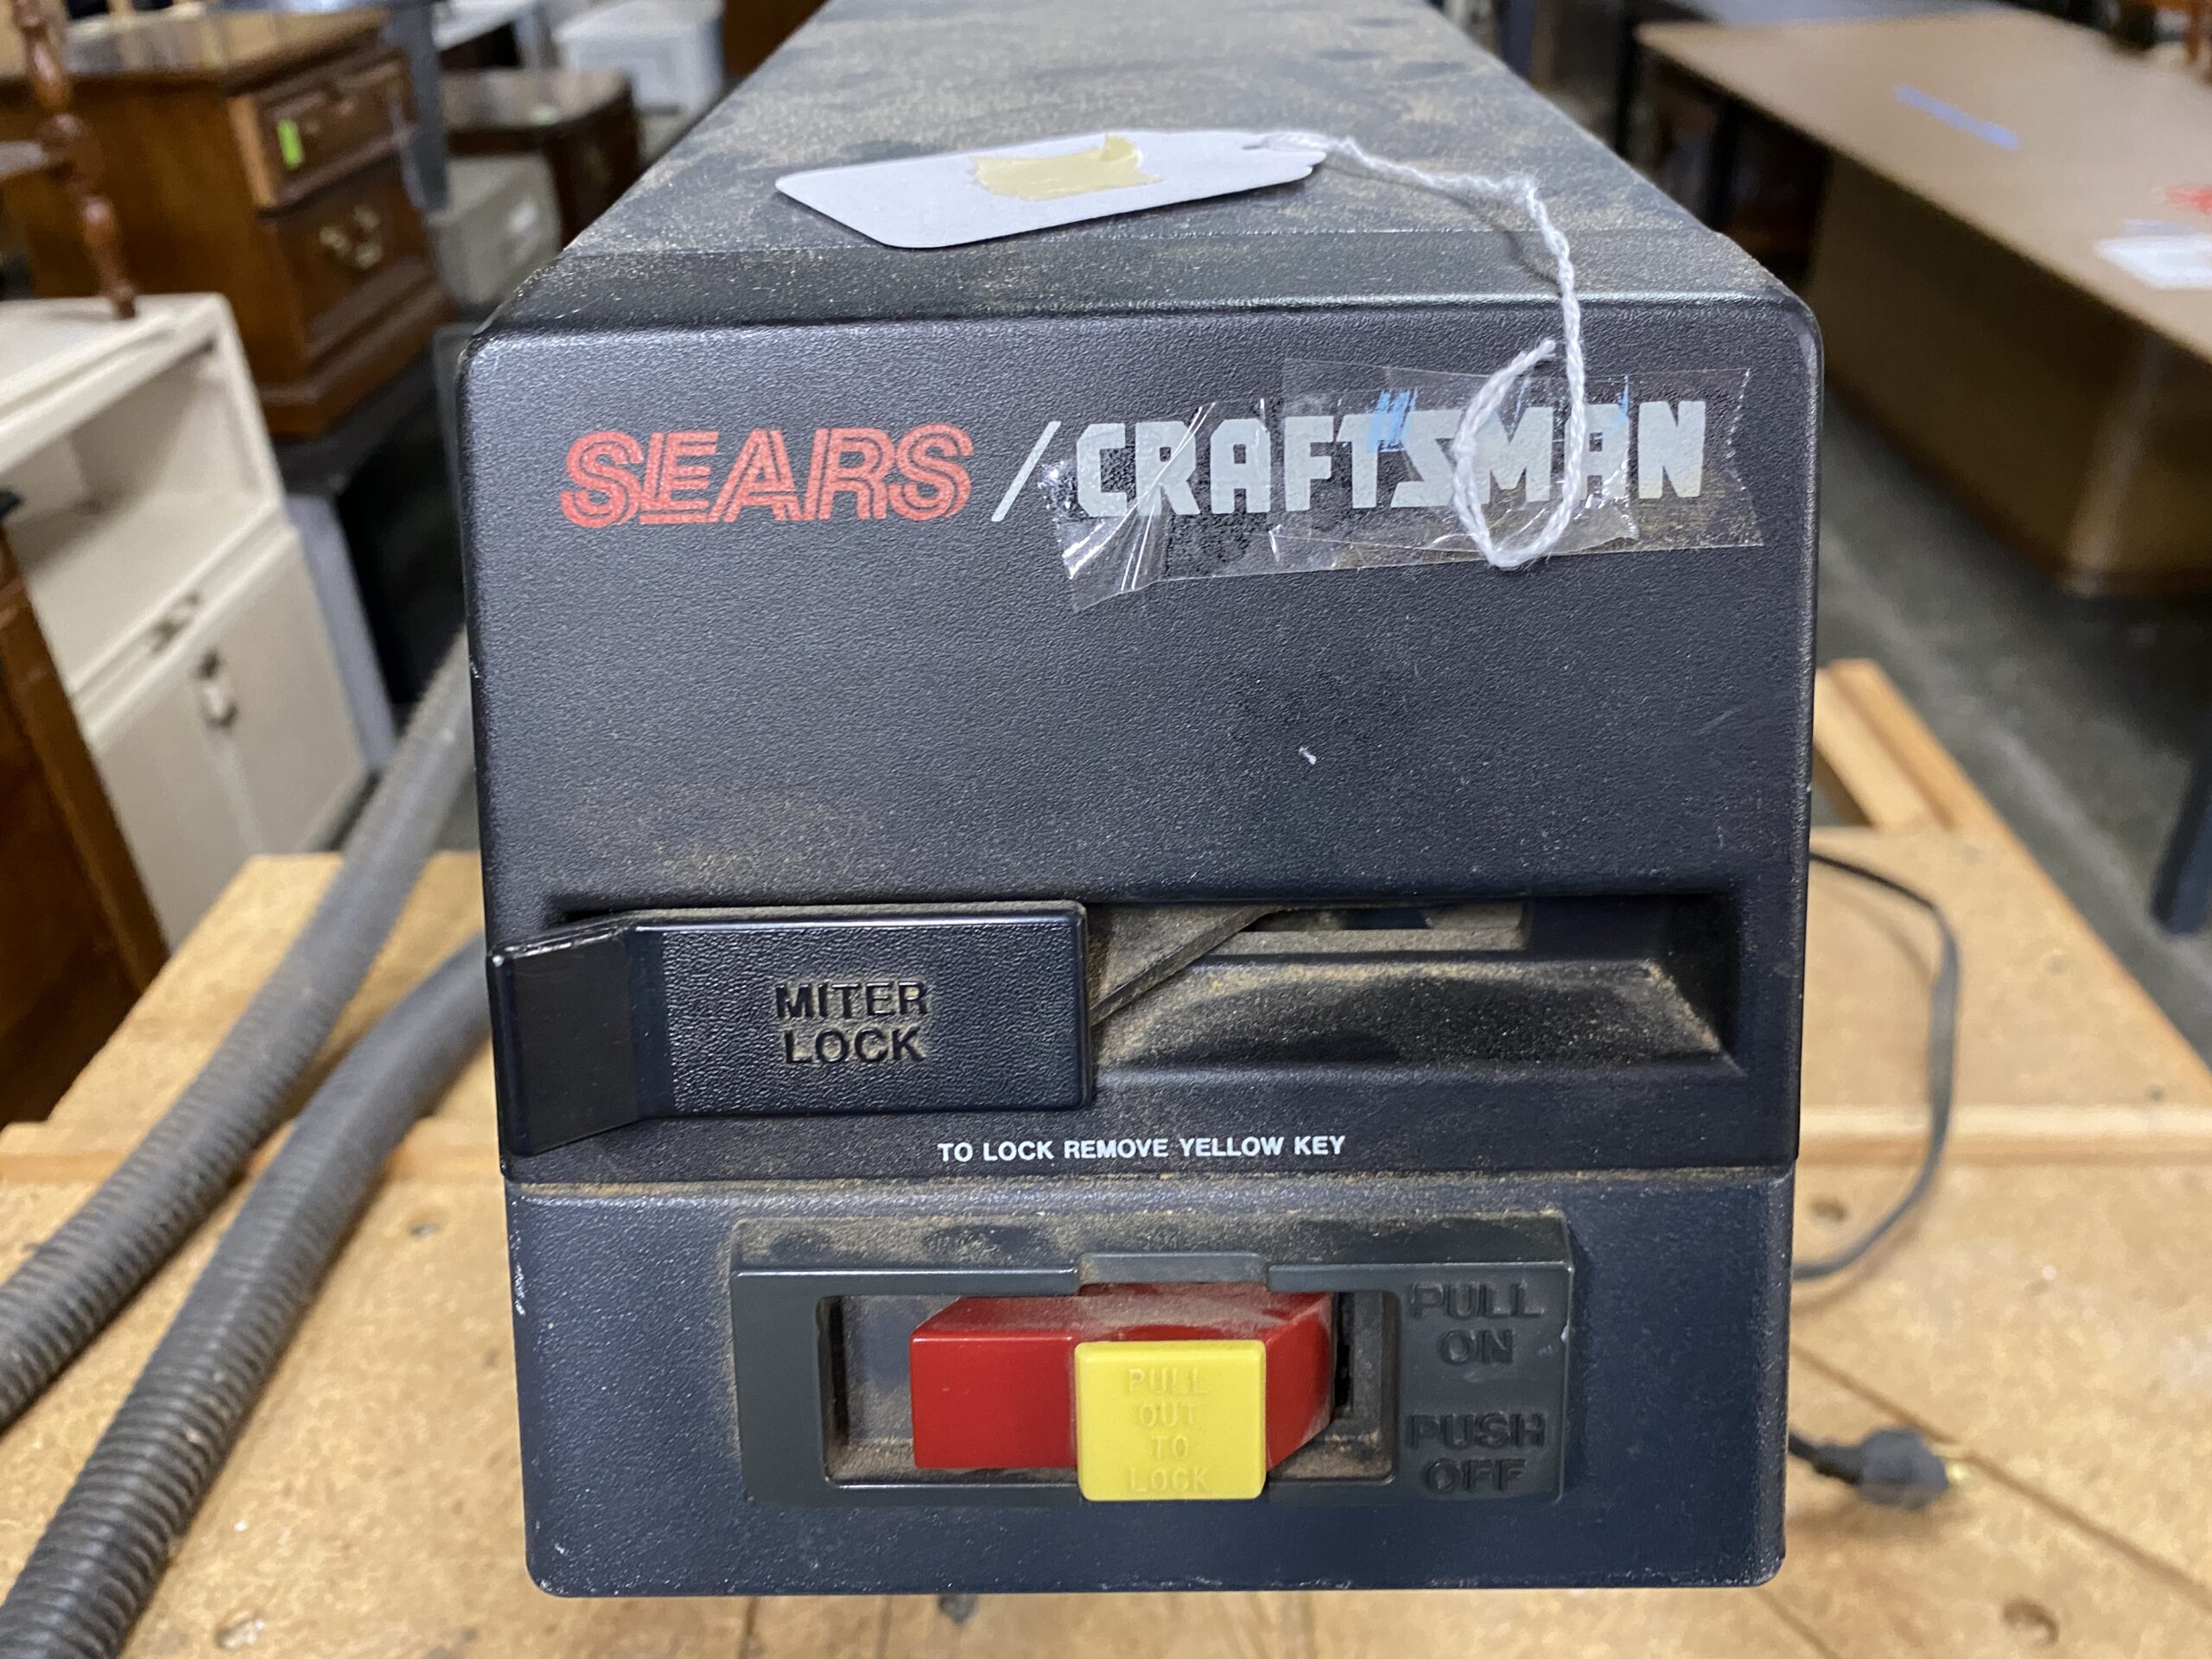 SEARS / CRAFTSMAN
MITER
LOCK
TO LOCK REMOVE YELLOW KEY
PULL
ON
PUSH
OFF
PULL
OUT
TO
LOCK